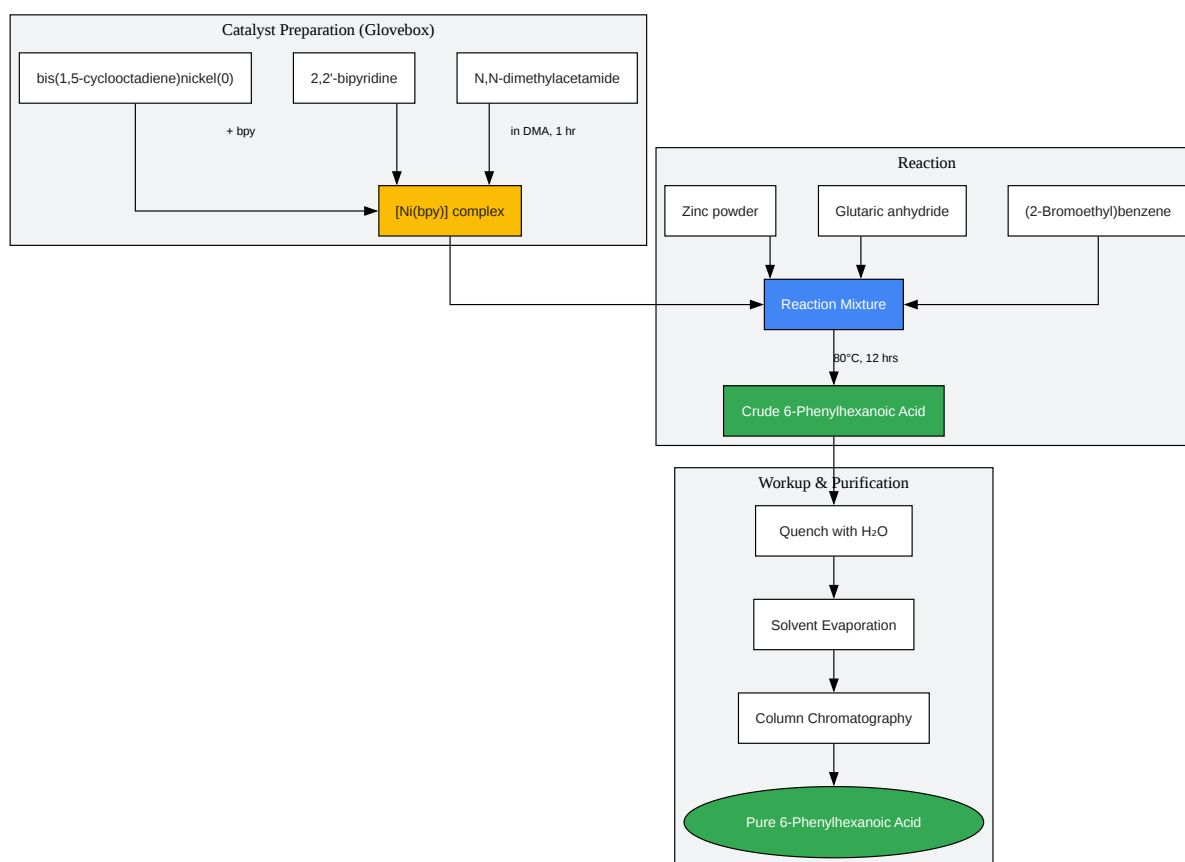 Catalyst Preparation (Glovebox)
bis(1,5-cyclooctadiene)nickel(0)
2,2'-bipyridine
N,N-dimethylacetamide
+ bpy
in DMA, 1 hr
[Ni(bpy)] complex
Reaction
Zinc powder
Glutaric anhydride
(2-Bromoethyl)benzene
Reaction Mixture
80°C, 12 hrs
Crude 6-Phenylhexanoic Acid
Workup & Purification
Quench with H₂O
Solvent Evaporation
Column Chromatography
Pure 6-Phenylhexanoic Acid